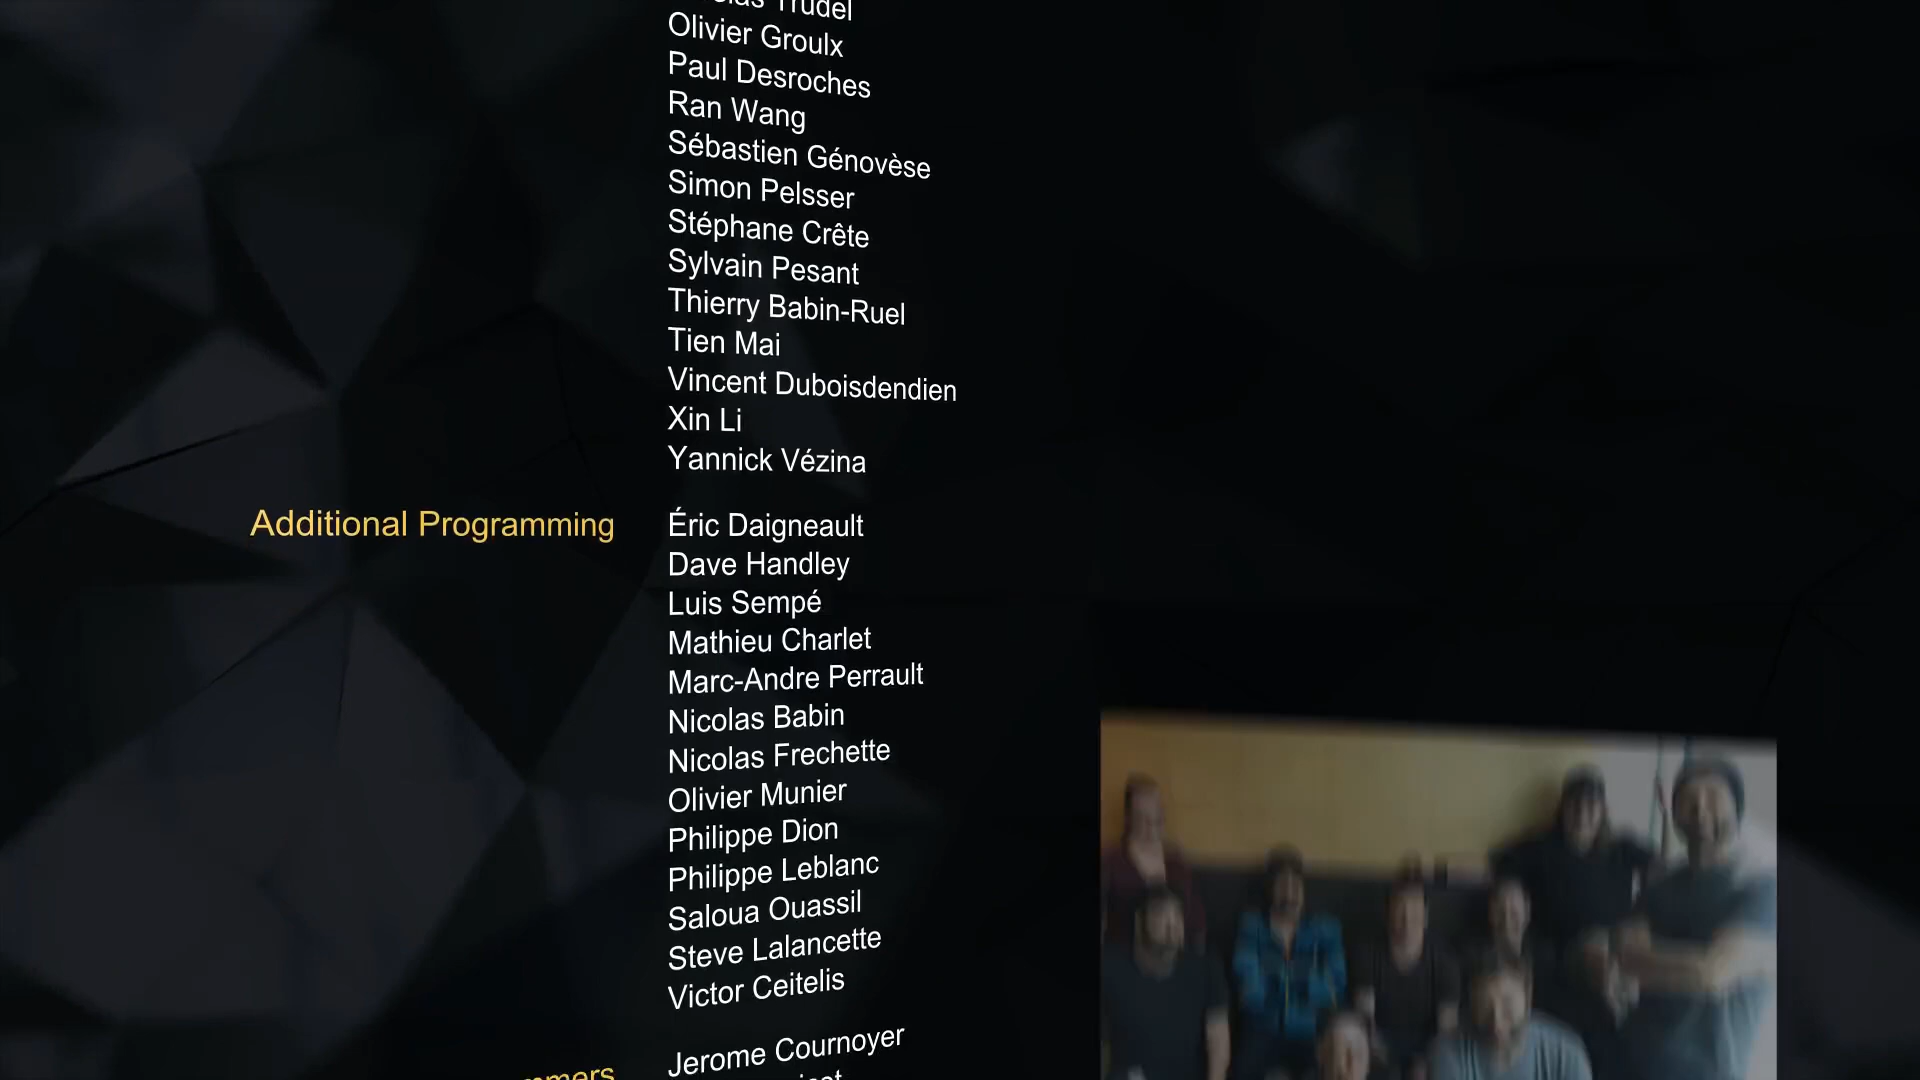 Trudel
Olivier Groulx
Paul Desroches
Ran Wang
Sébastien Génovèse
Simon Pelsser
Stéphane Crête
Sylvain Pesant
Thierry Babin-Ruel
Tien Mai
Vincent Duboisdendien
Xin Li
Yannick Vézina
Additional Programming
Éric Daigneault
Dave Handley
Luis Sempé
Mathieu Charlet
Marc-Andre Perrault
Nicolas Babin
Nicolas Frechette
Olivier Munier
Philippe Dion
Philippe Leblanc
Saloua Ouassil
Steve Lalancette
Victor Ceitelis
Jerome Cournoyer